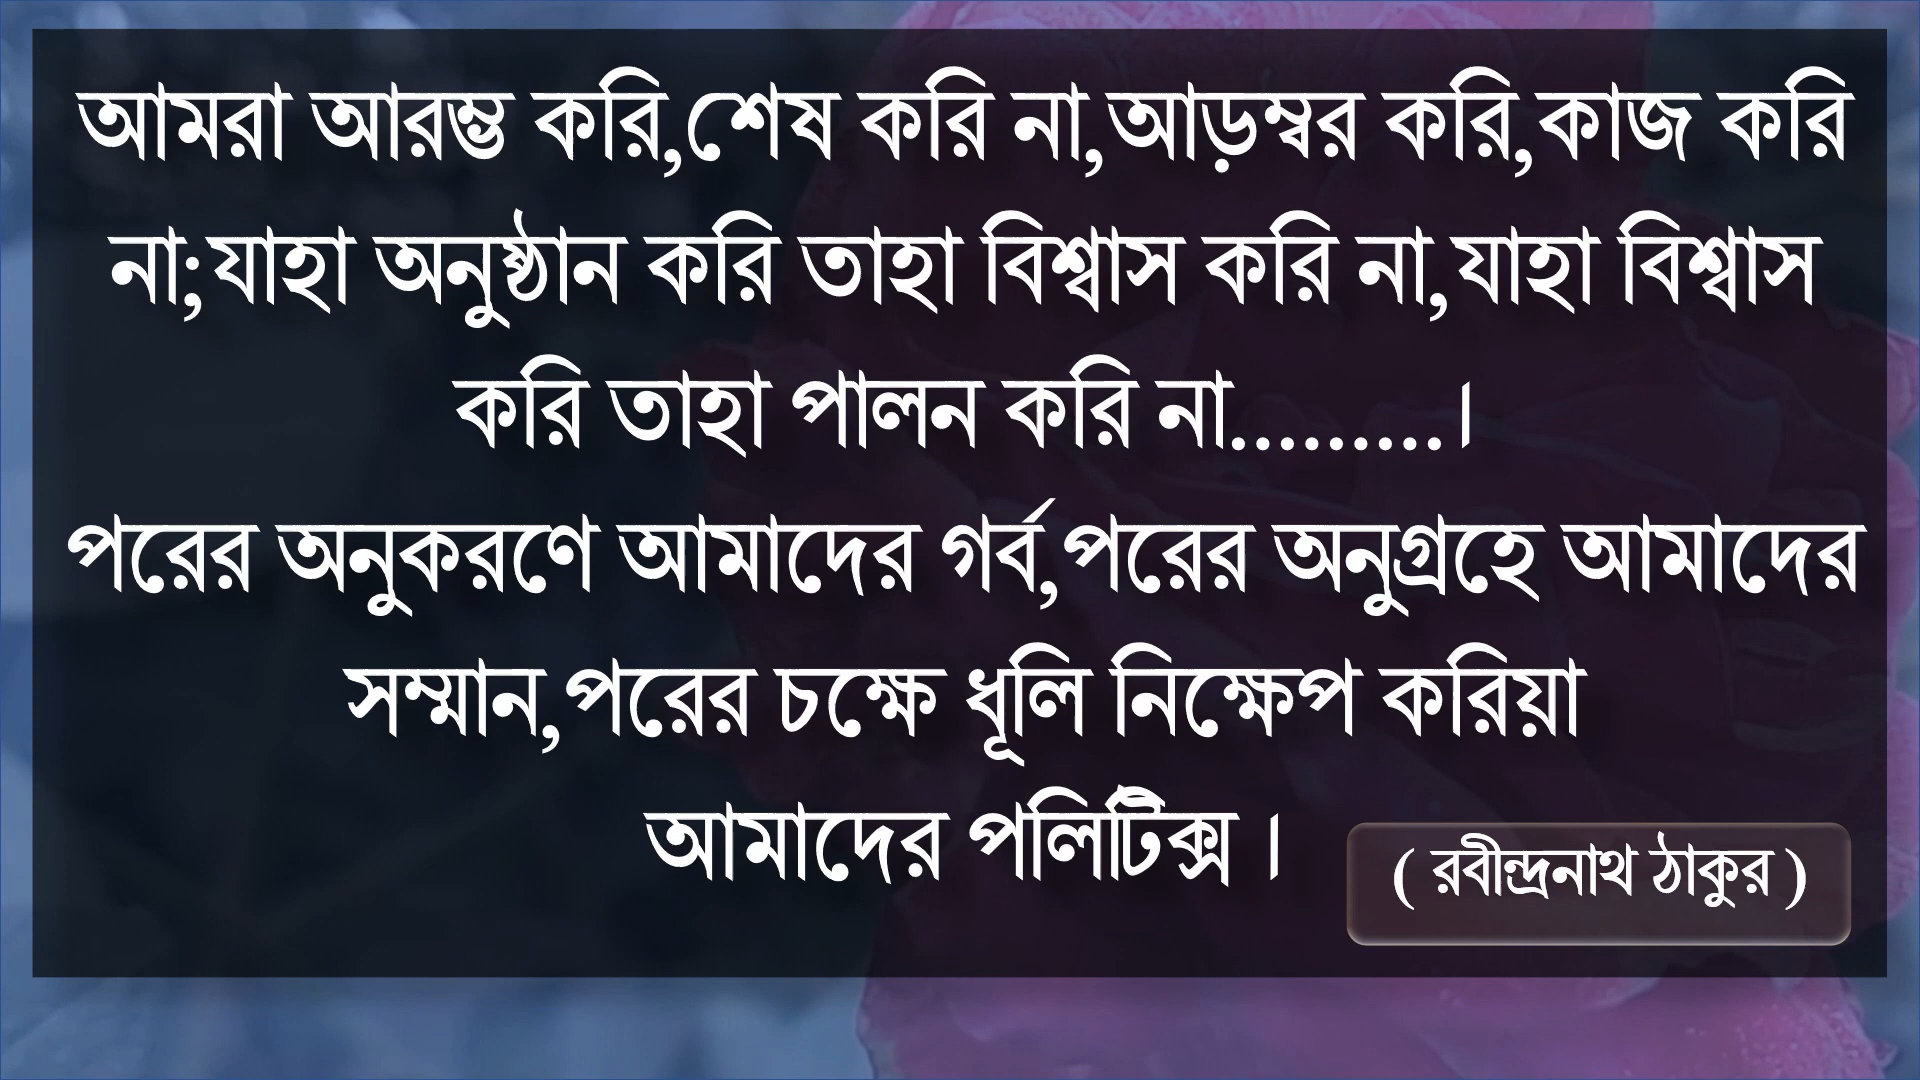 আমরা আরম্ভ করি,শেষ করি না,আড়ম্বর করি,কাজ করি
না;যাহা অনুষ্ঠান করি তাহা বিশ্বাস করি না,যাহা বিশ্বাস
করি তাহা পালন করি না.........।
পরের অনুকরণে আমাদের গর্ব,পরের অনুগ্রহে আমাদের
সম্মান,পরের চক্ষে ধূলি নিক্ষেপ করিয়া
আমাদের পলিটিক্স ।
( রবীন্দ্রনাথ ঠাকুর )